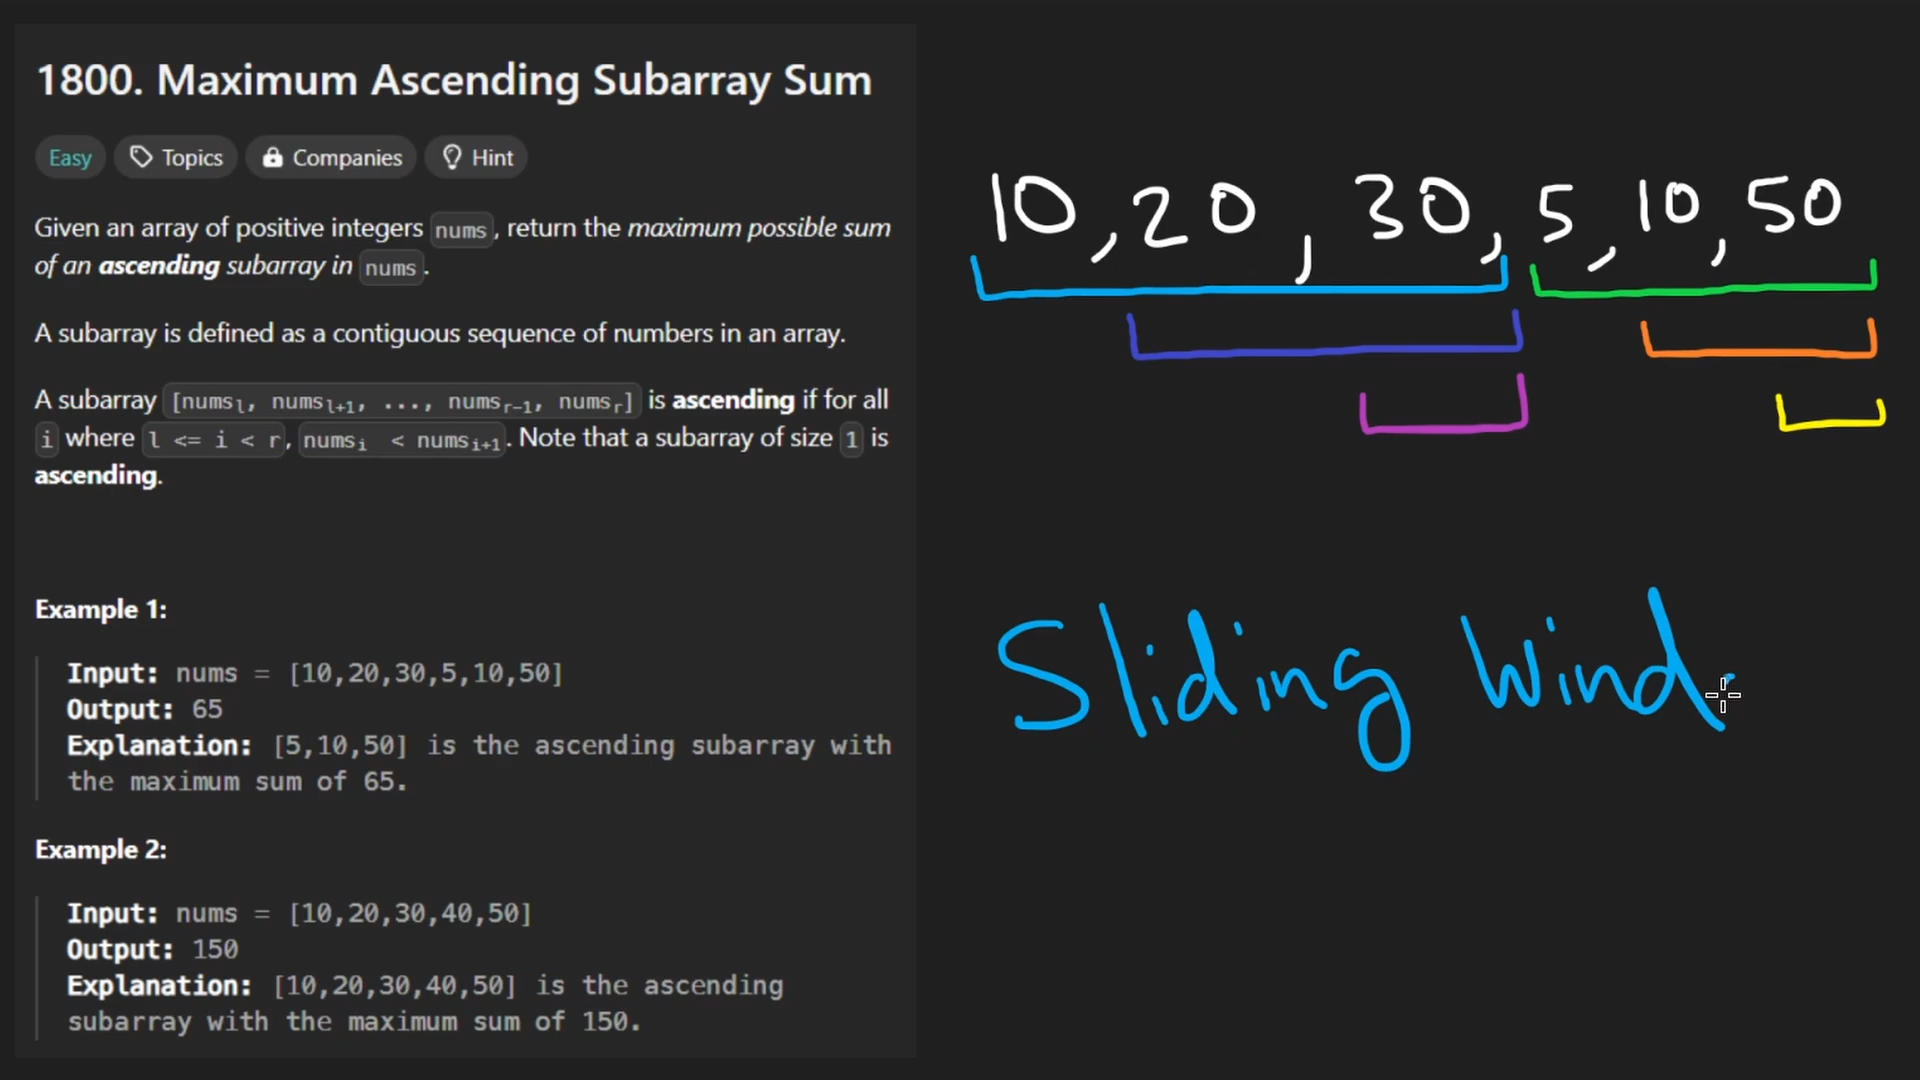 1800. Maximum Ascending Subarray Sum
Easy Topics Companies Hint
Given an array of positive integers nums, return the maximum possible sum
of an ascending subarray in nums.
A subarray is defined as a contiguous sequence of numbers in an array.
A subarray [numsₗ, numsₗ₊₁, ..., numsᵣ₋₁, numsᵣ] is ascending if for all
i where l <= i < r, numsᵢ < numsᵢ₊₁. Note that a subarray of size 1 is
ascending.
Example 1:
Input: nums = [10,20,30,5,10,50]
Output: 65
Explanation: [5,10,50] is the ascending subarray with
the maximum sum of 65.
Example 2:
Input: nums = [10,20,30,40,50]
Output: 150
Explanation: [10,20,30,40,50] is the ascending
subarray with the maximum sum of 150.
10, 20, 30, 5, 10, 50
Sliding Wind